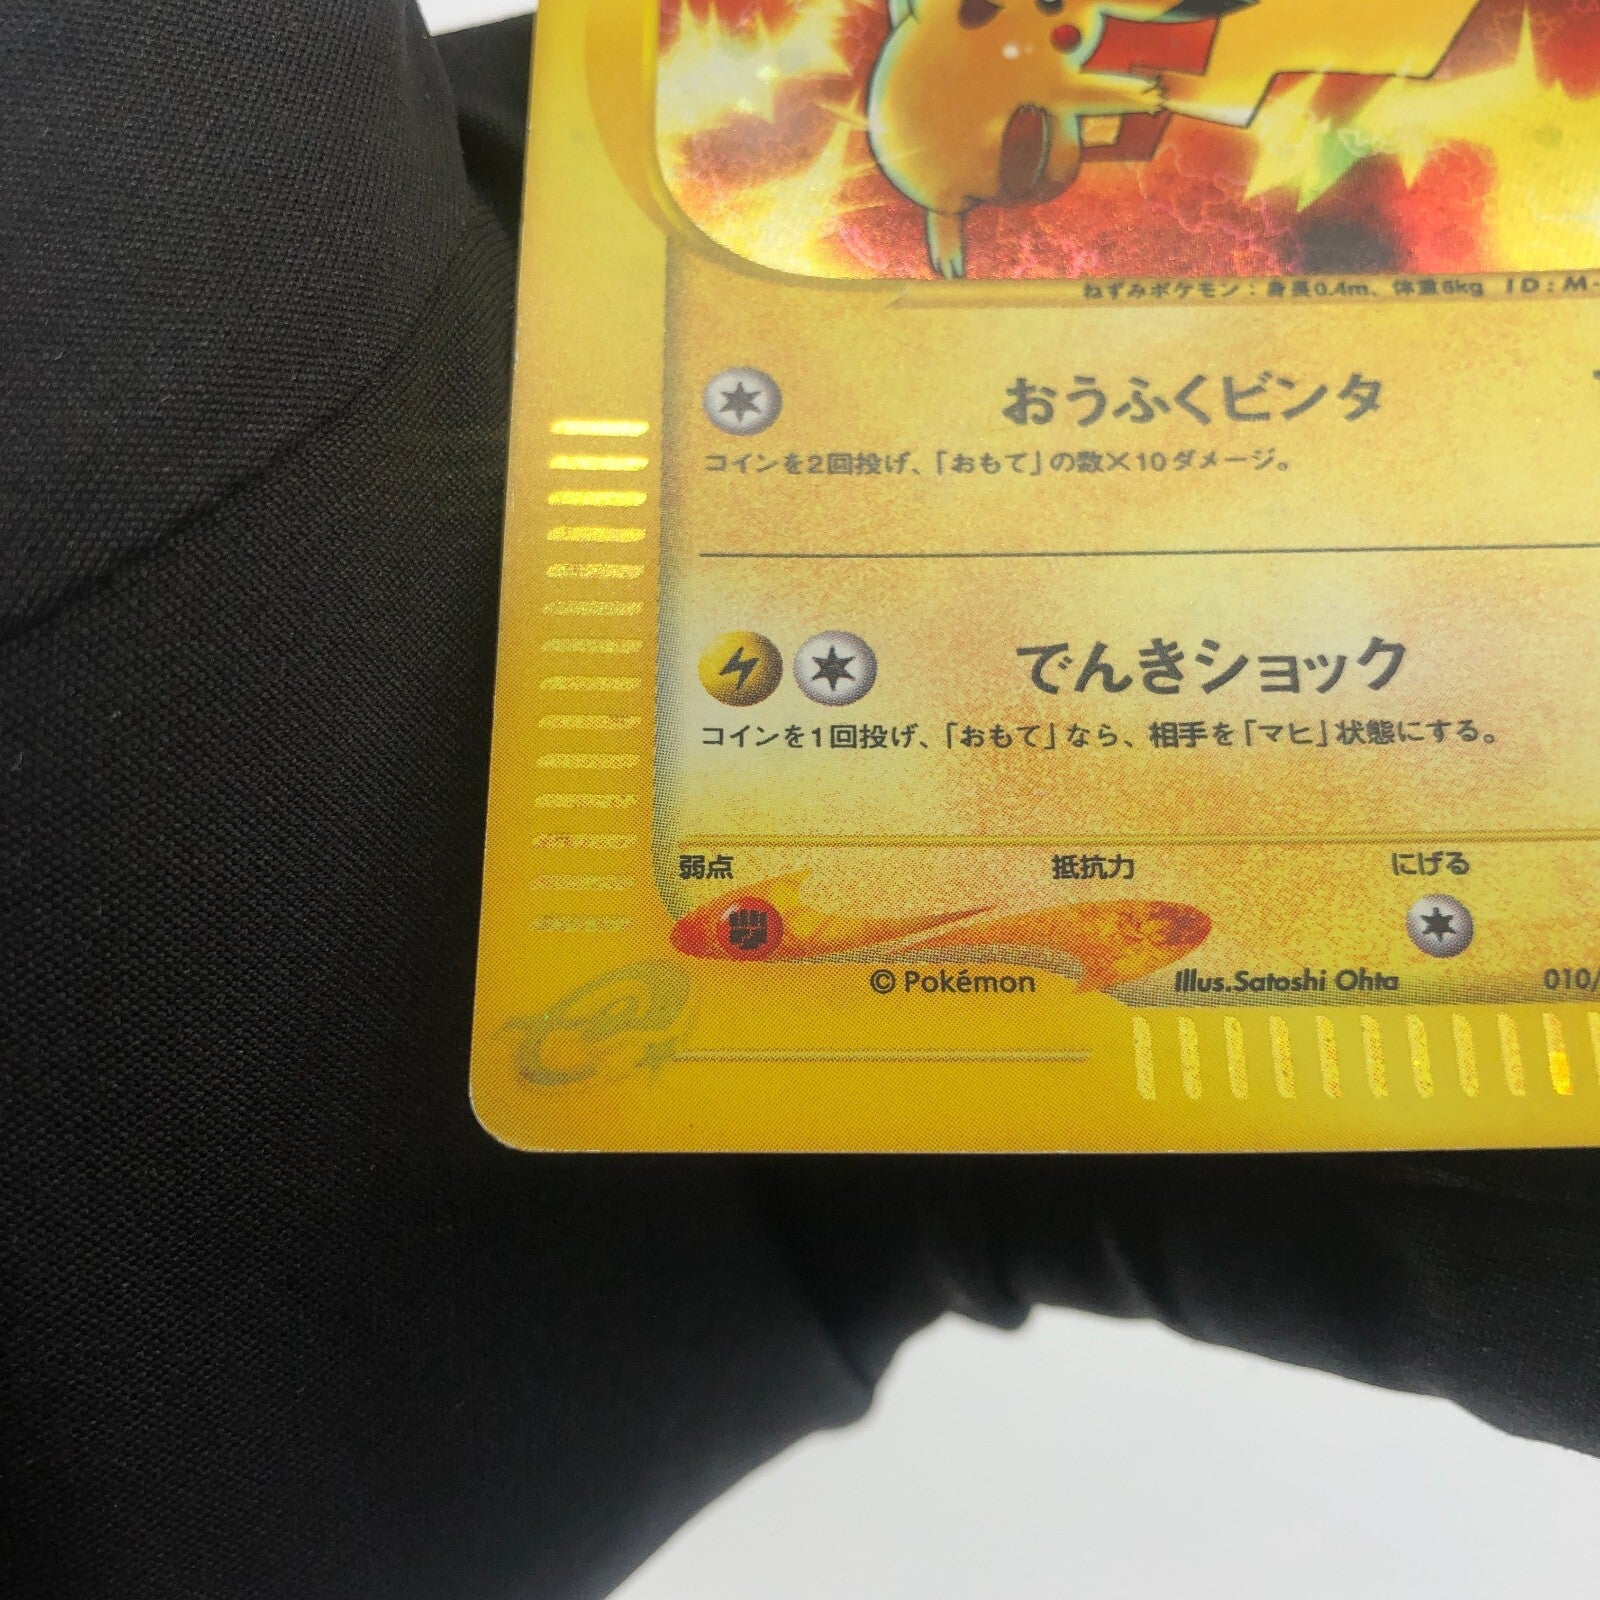 ねずみポケモン：身長0.4m、体重6kg ID：M-
おうふくビンタ
コインを2回投げ、「おもて」の数×10ダメージ。
でんきショック
コインを1回投げ、「おもて」なら、相手を「マヒ」状態にする。
弱点 抵抗力 にげる
© Pokémon Illus.Satoshi Ohta 010/